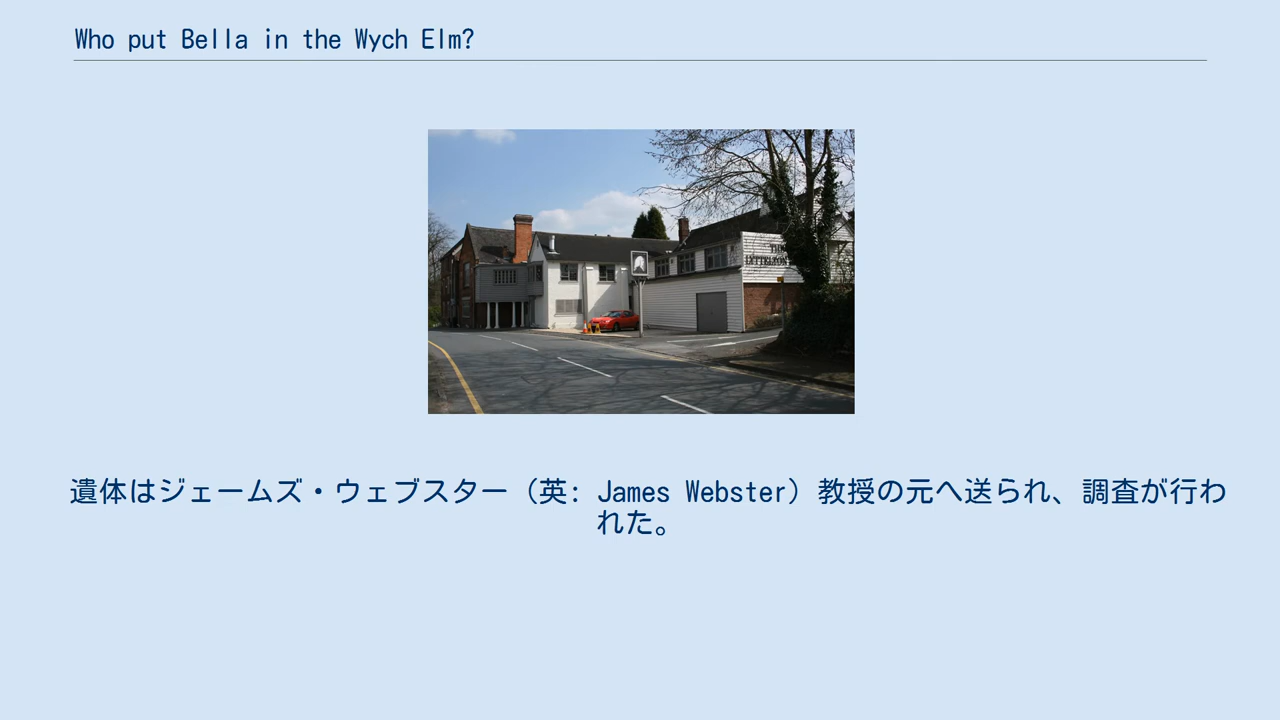 Who put Bella in the Wych Elm?
遺体はジェームズ・ウェブスター（英: James Webster）教授の元へ送られ、調査が行わ
れた。